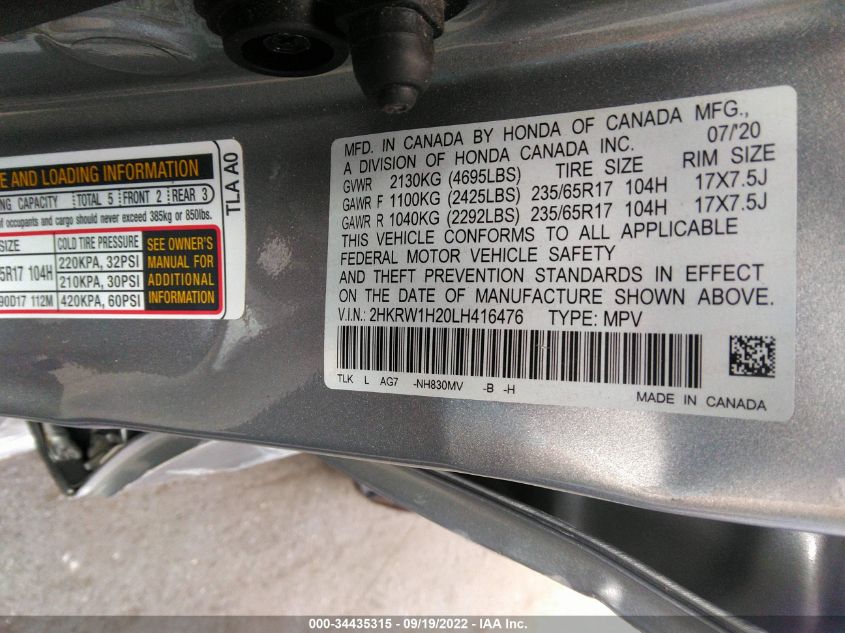 E AND LOADING INFORMATION
NG CAPACITY TOTAL 5 FRONT 2 REAR 3
of occupants and cargo should never exceed 385kg or 850lbs.
SIZE COLD TIRE PRESSURE SEE OWNER'S MANUAL FOR ADDITIONAL INFORMATION
5R17 104H 220KPA, 32PSI
210KPA, 30PSI
90D17 112M 420KPA, 60PSI
TLA A0
MFD. IN CANADA BY HONDA OF CANADA MFG., 07/'20
A DIVISION OF HONDA CANADA INC.
GVWR 2130KG (4695LBS) TIRE SIZE RIM SIZE
GAWR F 1100KG (2425LBS) 235/65R17 104H 17X7.5J
GAWR R 1040KG (2292LBS) 235/65R17 104H 17X7.5J
THIS VEHICLE CONFORMS TO ALL APPLICABLE
FEDERAL MOTOR VEHICLE SAFETY
AND THEFT PREVENTION STANDARDS IN EFFECT
ON THE DATE OF MANUFACTURE SHOWN ABOVE.
V.I.N.: 2HKRW1H20LH416476 TYPE: MPV
TLK L AG7 -NH830MV -B -H
MADE IN CANADA
000-34435315 - 09/19/2022 - IAA Inc.